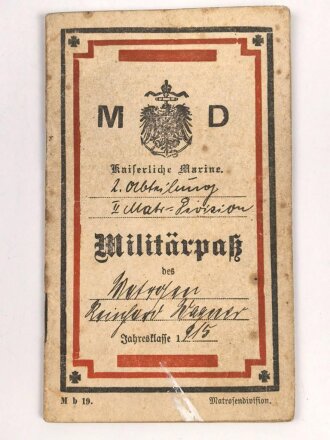 M D
Kaiserliche Marine.
2. Abteilung
II Matr. Division
Militärpaß
des
Matrosen
Reinhard Wagner
Jahresklasse 1915
M b 19. Matrosendivision.